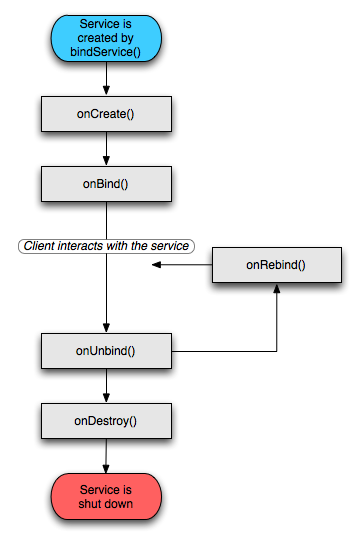 Service is
created by
bindService()
onCreate()
onBind()
Client interacts with the service
onRebind()
onUnbind()
onDestroy()
Service is
shut down